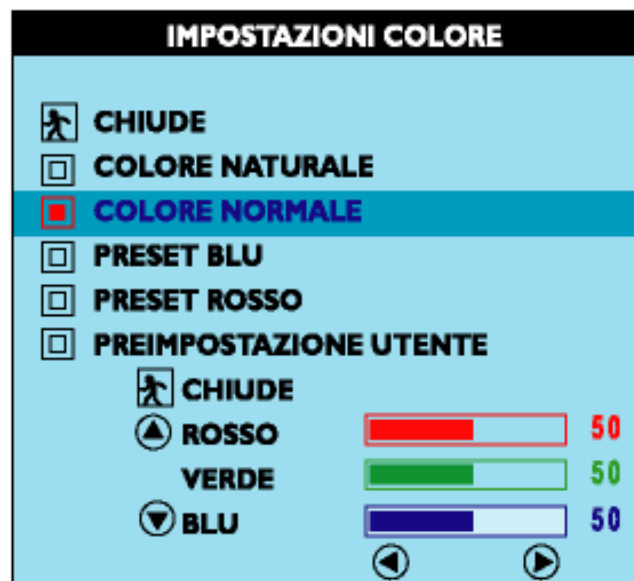 IMPOSTAZIONI COLORE
CHIUDE
COLORE NATURALE
COLORE NORMALE
PRESET BLU
PRESET ROSSO
PREIMPOSTAZIONE UTENTE
CHIUDE
ROSSO 50
VERDE 50
BLU 50